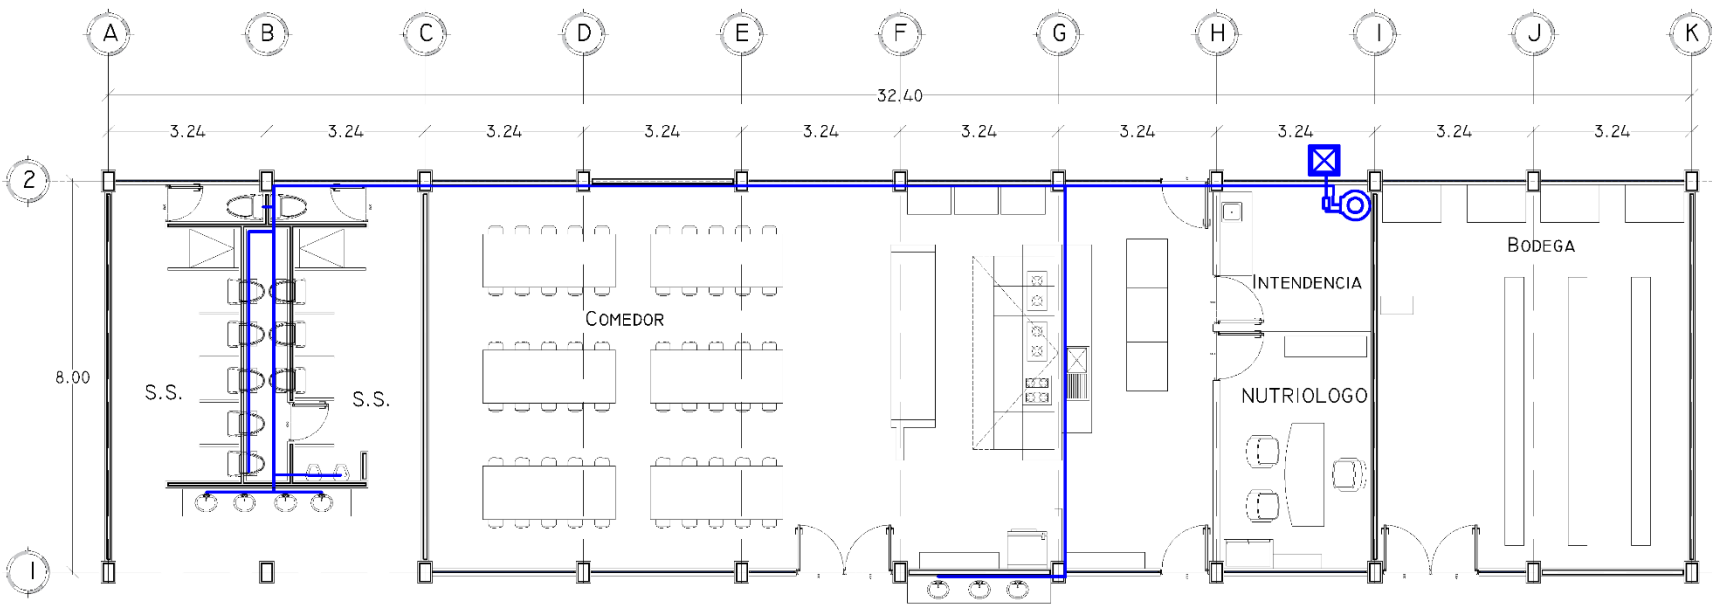 A B C D E F G H I J K
32.40
3.24 3.24 3.24 3.24 3.24 3.24 3.24 3.24 3.24 3.24
2
BODEGA
INTENDENCIA
COMEDOR
8.00
S.S. S.S. NUTRIOLOGO
1